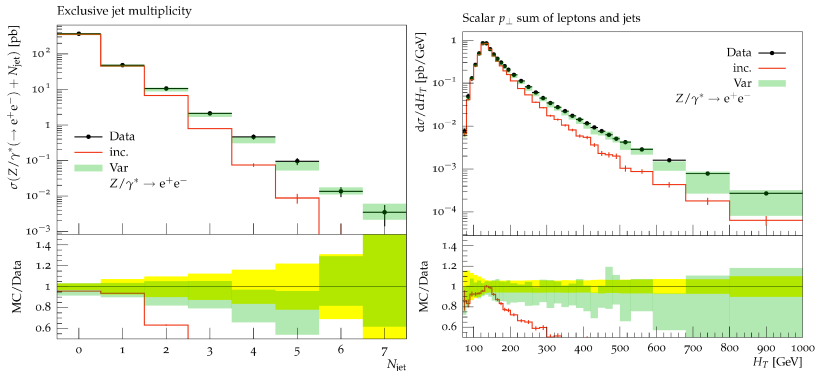 Exclusive jet multiplicity
σ(Z/γ*(→ e⁺e⁻) + N_jet) [pb]
10²
10¹
1
10⁻¹
10⁻²
10⁻³
Data
inc.
Var
Z/γ* → e⁺e⁻
MC/Data
1.4
1.2
1
0.8
0.6
0 1 2 3 4 5 6 7
N_jet
Scalar p⊥ sum of leptons and jets
dσ/dH_T [pb/GeV]
1
10⁻¹
10⁻²
10⁻³
10⁻⁴
Data
inc.
Var
Z/γ* → e⁺e⁻
MC/Data
1.4
1.2
1
0.8
0.6
100 200 300 400 500 600 700 800 900 1000
H_T [GeV]